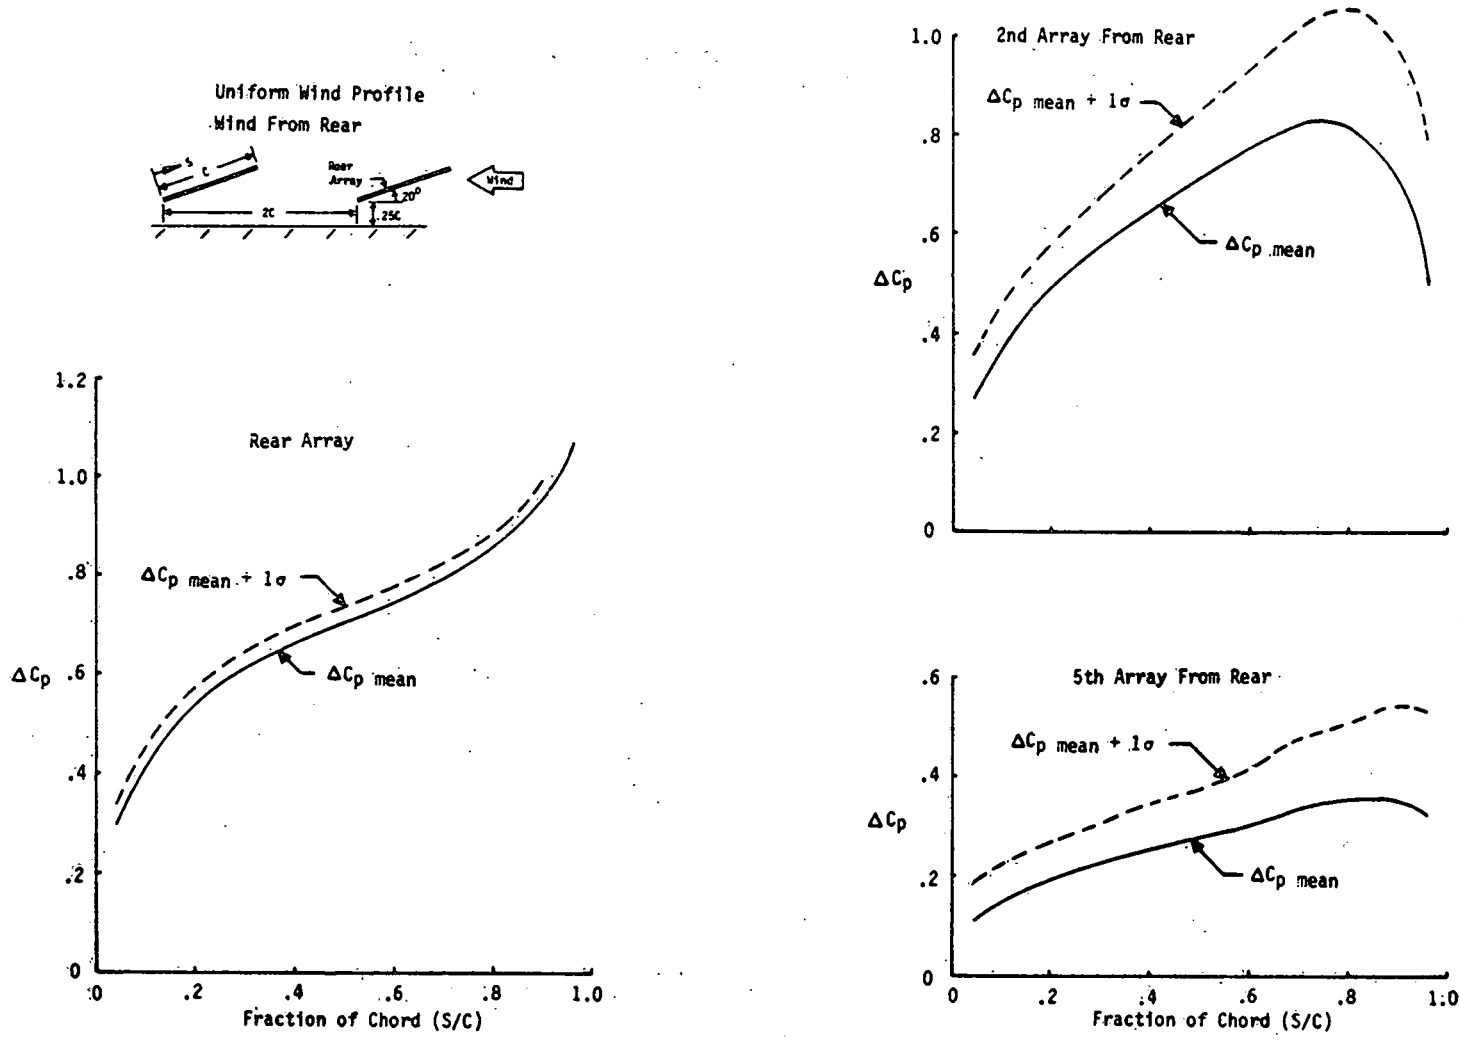 Uniform Wind Profile
Wind From Rear
S
C
Rear
Array
20°
Wind
2C
.25C
1.2
1.0
.8
.6
.4
.2
0
ΔCp
Rear Array
ΔCp mean + 1σ
ΔCp mean
0 .2 .4 .6 .8 1.0
Fraction of Chord (S/C)
2nd Array From Rear
1.0
.8
.6
.4
.2
0
ΔCp
ΔCp mean + 1σ
ΔCp mean
5th Array From Rear
.6
.4
.2
0
ΔCp
ΔCp mean + 1σ
ΔCp mean
0 .2 .4 .6 .8 1.0
Fraction of Chord (S/C)